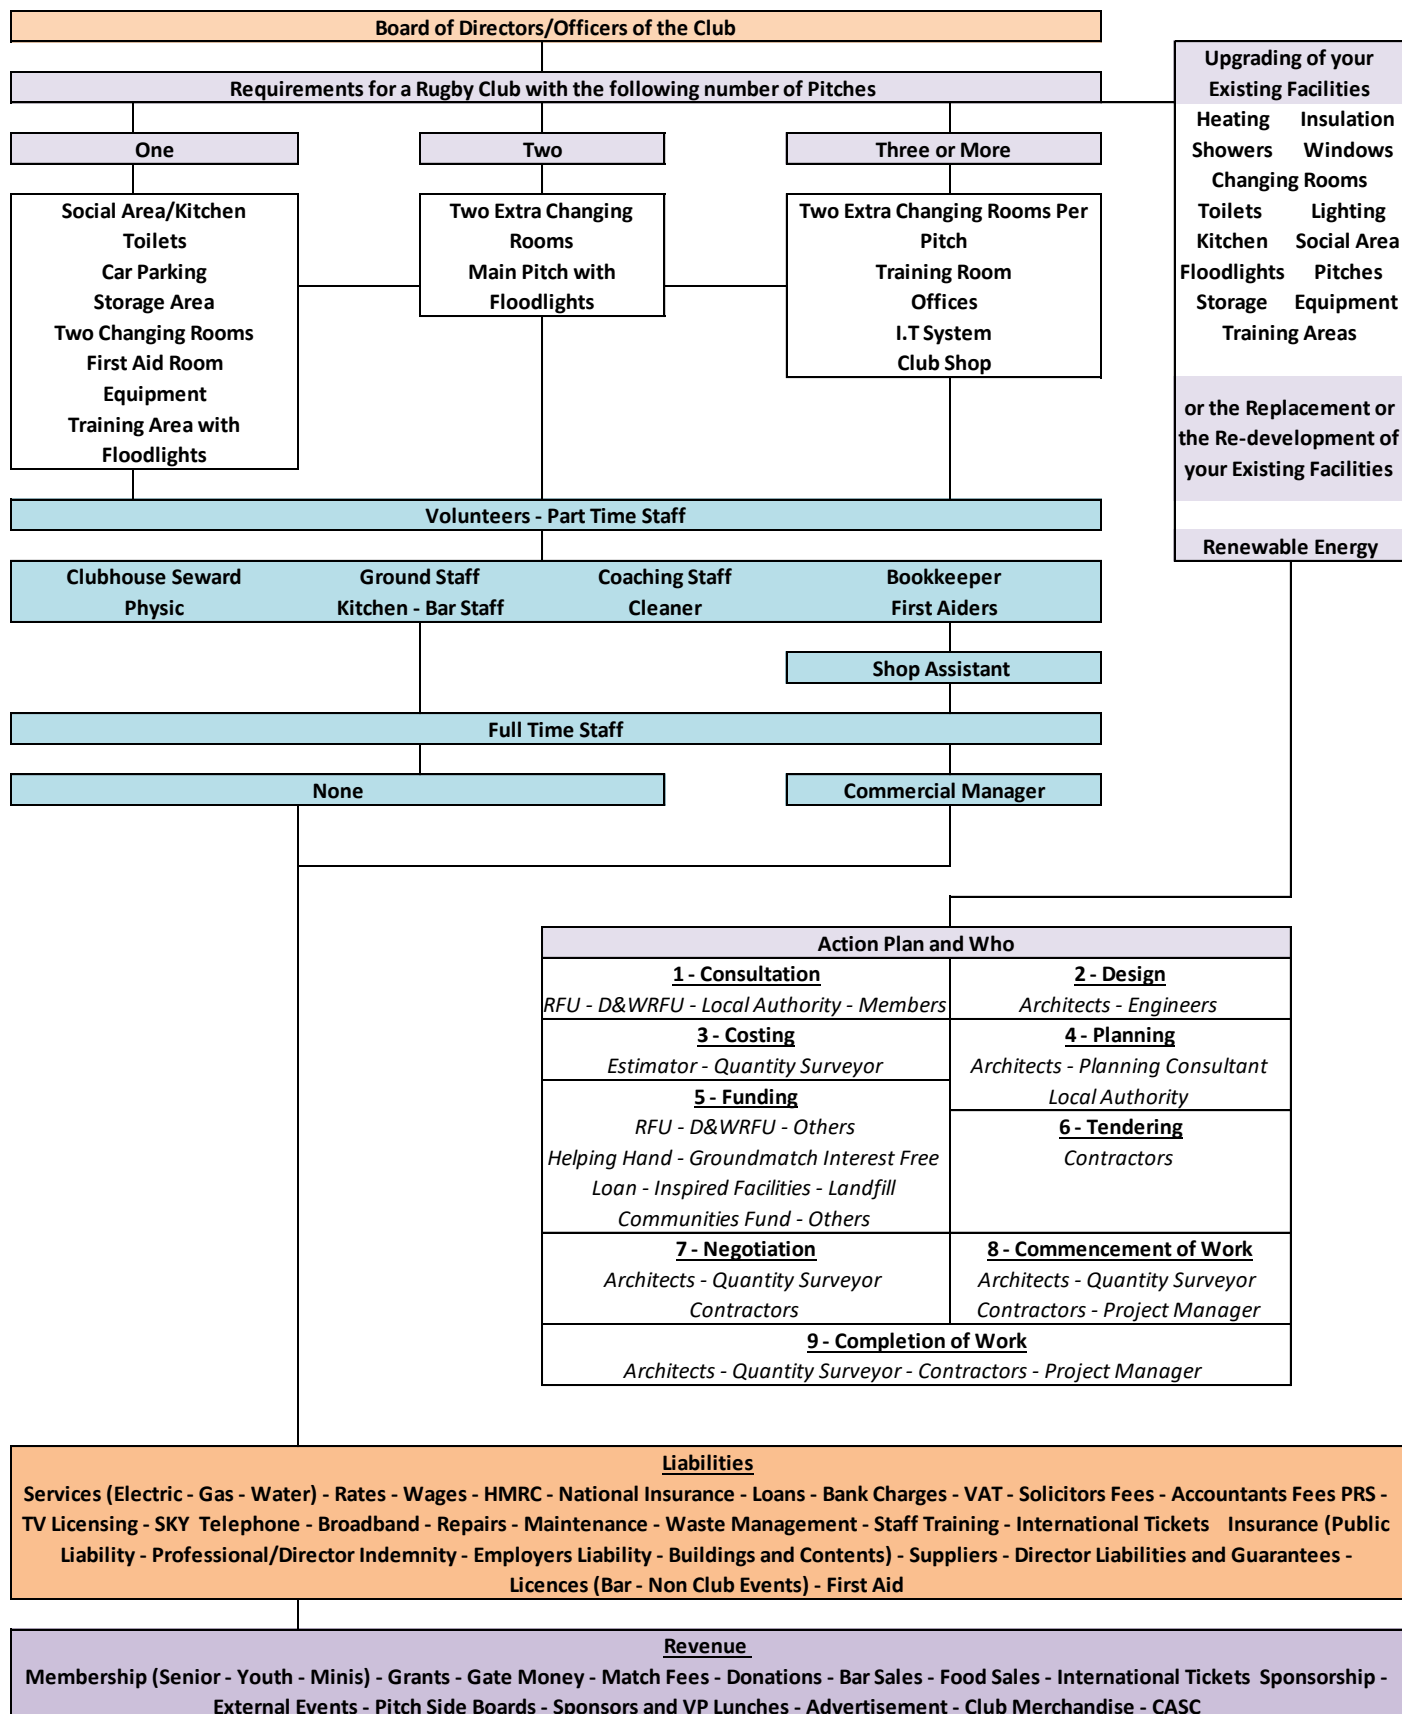 Board of Directors/Officers of the Club
Requirements for a Rugby Club with the following number of Pitches
One
Two
Three or More
Social Area/Kitchen
Toilets
Car Parking
Storage Area
Two Changing Rooms
First Aid Room
Equipment
Training Area with
Floodlights
Two Extra Changing
Rooms
Main Pitch with
Floodlights
Two Extra Changing Rooms Per
Pitch
Training Room
Offices
I.T System
Club Shop
Upgrading of your
Existing Facilities
Heating Insulation
Showers Windows
Changing Rooms
Toilets Lighting
Kitchen Social Area
Floodlights Pitches
Storage Equipment
Training Areas
or the Replacement or
the Re-development of
your Existing Facilities
Renewable Energy
Volunteers - Part Time Staff
Clubhouse Seward Ground Staff Coaching Staff Bookkeeper
Physic Kitchen - Bar Staff Cleaner First Aiders
Shop Assistant
Full Time Staff
None
Commercial Manager
Action Plan and Who
1 - Consultation
RFU - D&WRFU - Local Authority - Members
2 - Design
Architects - Engineers
3 - Costing
Estimator - Quantity Surveyor
4 - Planning
Architects - Planning Consultant
Local Authority
5 - Funding
RFU - D&WRFU - Others
Helping Hand - Groundmatch Interest Free
Loan - Inspired Facilities - Landfill
Communities Fund - Others
6 - Tendering
Contractors
7 - Negotiation
Architects - Quantity Surveyor
Contractors
8 - Commencement of Work
Architects - Quantity Surveyor
Contractors - Project Manager
9 - Completion of Work
Architects - Quantity Surveyor - Contractors - Project Manager
Liabilities
Services (Electric - Gas - Water) - Rates - Wages - HMRC - National Insurance - Loans - Bank Charges - VAT - Solicitors Fees - Accountants Fees PRS -
TV Licensing - SKY Telephone - Broadband - Repairs - Maintenance - Waste Management - Staff Training - International Tickets Insurance (Public
Liability - Professional/Director Indemnity - Employers Liability - Buildings and Contents) - Suppliers - Director Liabilities and Guarantees -
Licences (Bar - Non Club Events) - First Aid
Revenue
Membership (Senior - Youth - Minis) - Grants - Gate Money - Match Fees - Donations - Bar Sales - Food Sales - International Tickets Sponsorship -
External Events - Pitch Side Boards - Sponsors and VP Lunches - Advertisement - Club Merchandise - CASC